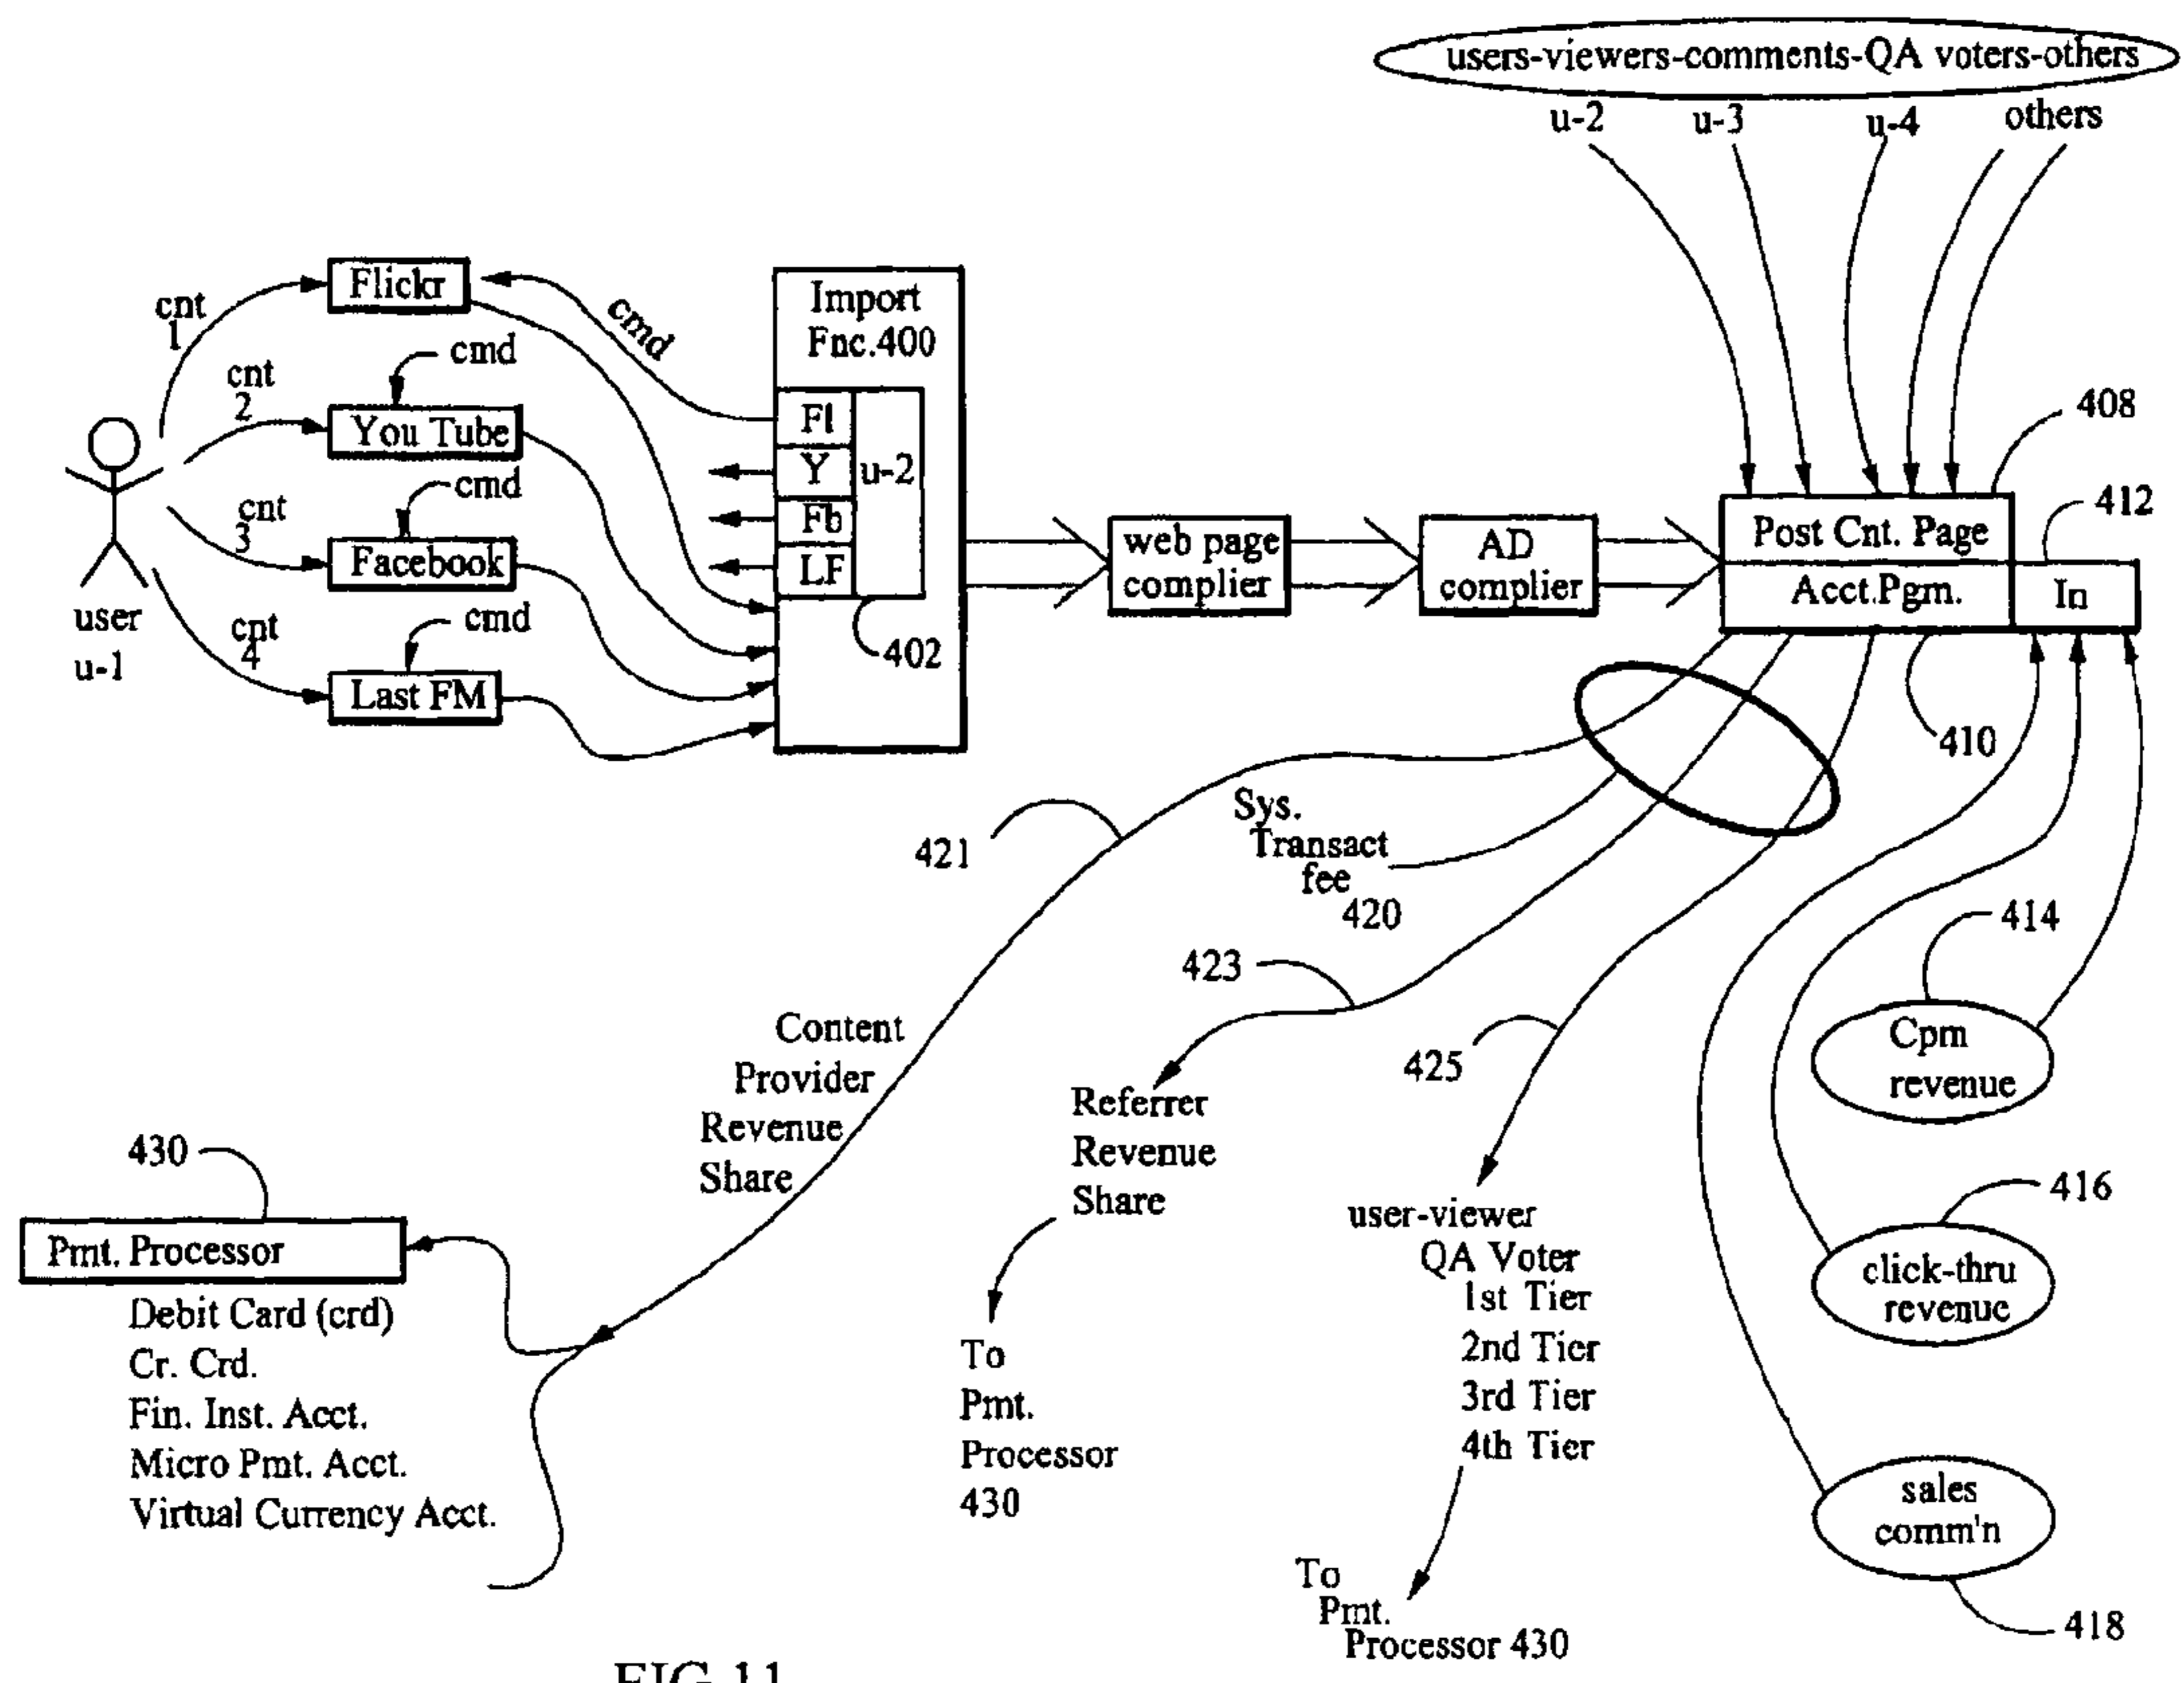 users-viewers-comments-QA voters-others
u-2
u-3
u-4
others
Flickr
cnt
1
cmd
Import
Fnc.400
cmd
cnt
2
You Tube
Fl
Y
Fb
LF
u-2
408
cmd
412
cnt
3
Facebook
web page
complier
AD
complier
Post Cnt. Page
Acct.Pgm.
In
user
u-1
cmd
cnt
4
402
Last FM
410
421
Sys.
Transact
fee
420
414
423
Content
Provider
Revenue
Share
425
Cpm
revenue
Referrer
Revenue
Share
430
Pmt. Processor
Debit Card (crd)
Cr. Crd.
Fin. Inst. Acct.
Micro Pmt. Acct.
Virtual Currency Acct.
416
user-viewer
QA Voter
1st Tier
2nd Tier
3rd Tier
4th Tier
click-thru
revenue
To
Pmt.
Processor
430
sales
comm'n
To
Pmt.
Processor 430
418
FIG 11